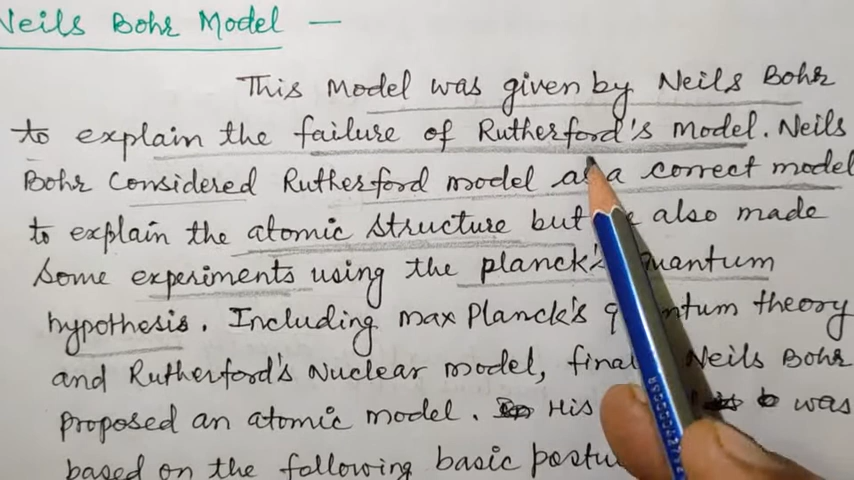 Neils Bohr Model —
This Model was given by Neils Bohr
to explain the failure of Rutherford's model. Neils
Bohr Considered Rutherford model as a correct model
to explain the atomic structure but also made
some experiments using the planck's quantum
hypothesis. Including max Planck's theory
and Rutherford's Nuclear model, Neils Bohr
proposed an atomic model. His was
based on the following basic